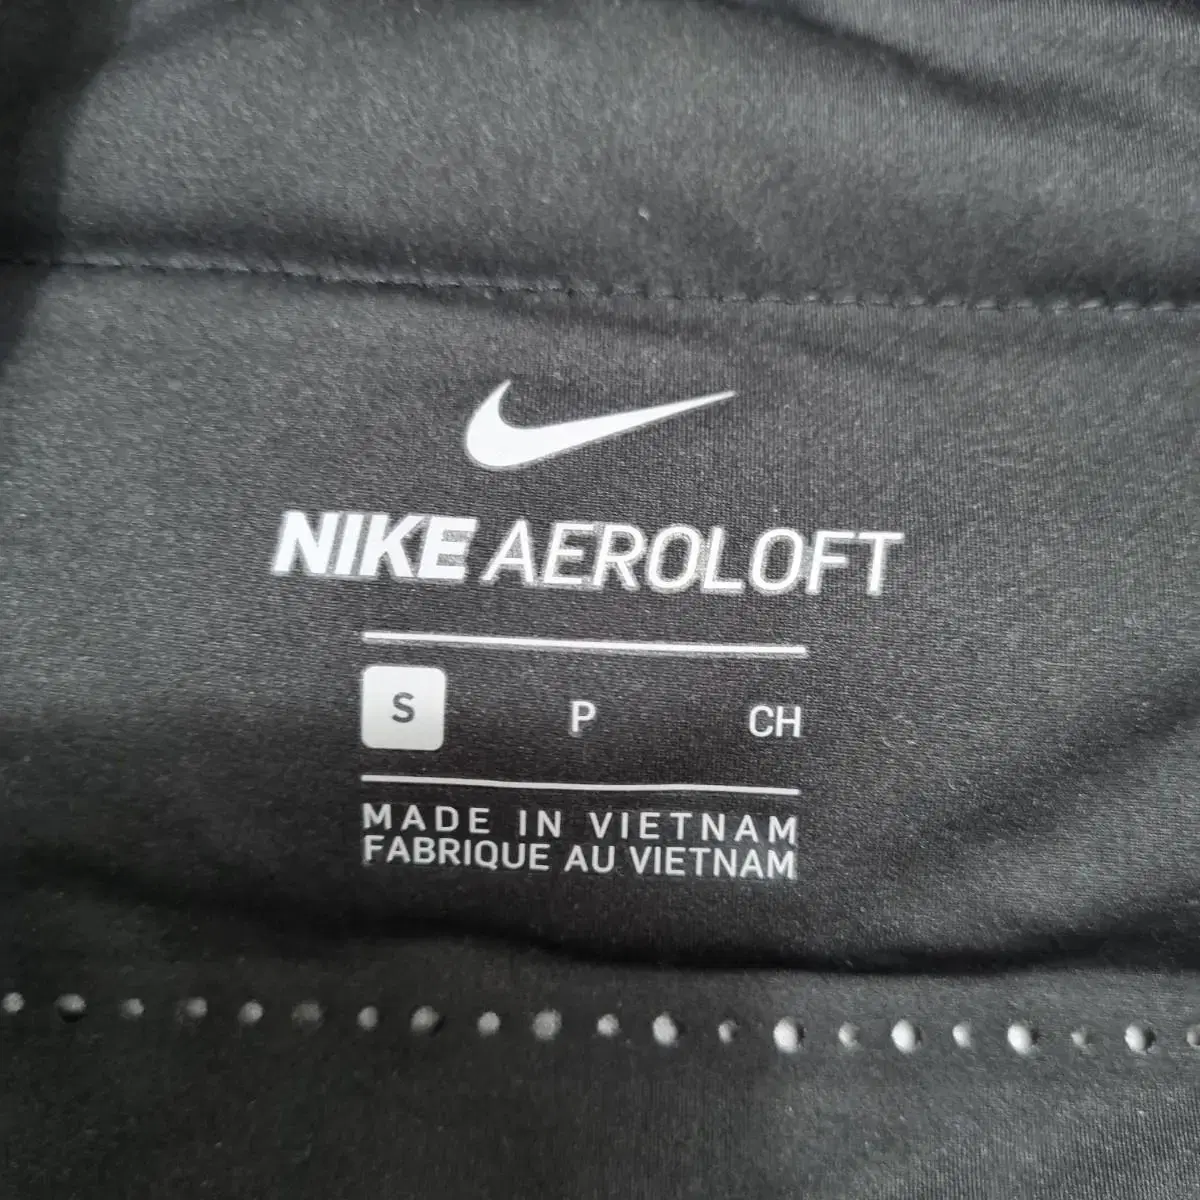 NIKE AEROLOFT
S P CH
MADE IN VIETNAM
FABRIQUE AU VIETNAM